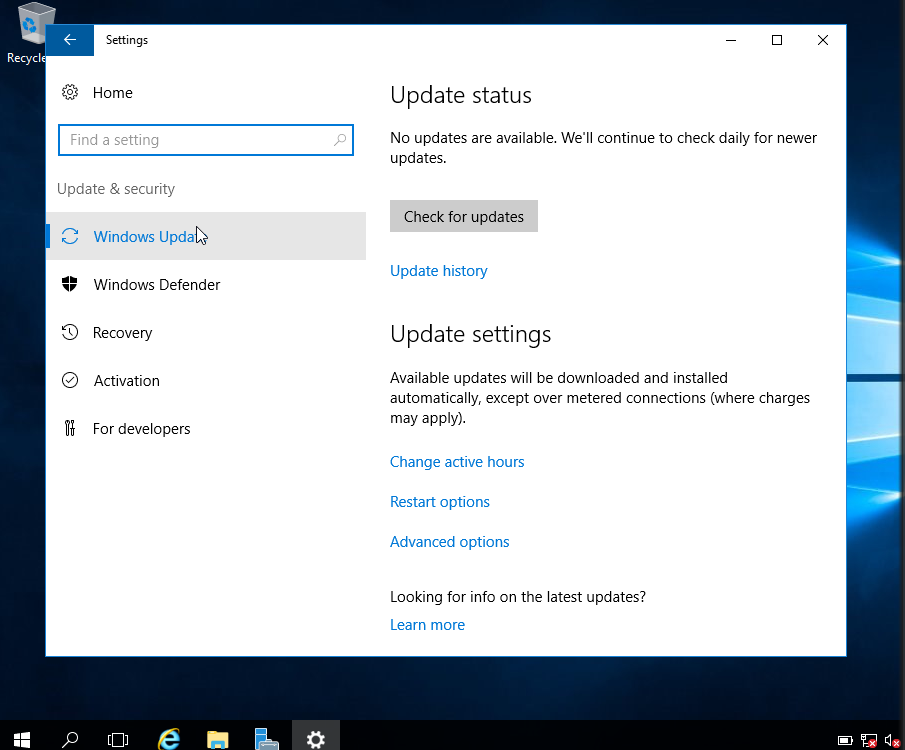 Recycle
Settings
Home
Find a setting
Update & security
Windows Update
Windows Defender
Recovery
Activation
For developers
Update status
No updates are available. We'll continue to check daily for newer
updates.
Check for updates
Update history
Update settings
Available updates will be downloaded and installed
automatically, except over metered connections (where charges
may apply).
Change active hours
Restart options
Advanced options
Looking for info on the latest updates?
Learn more